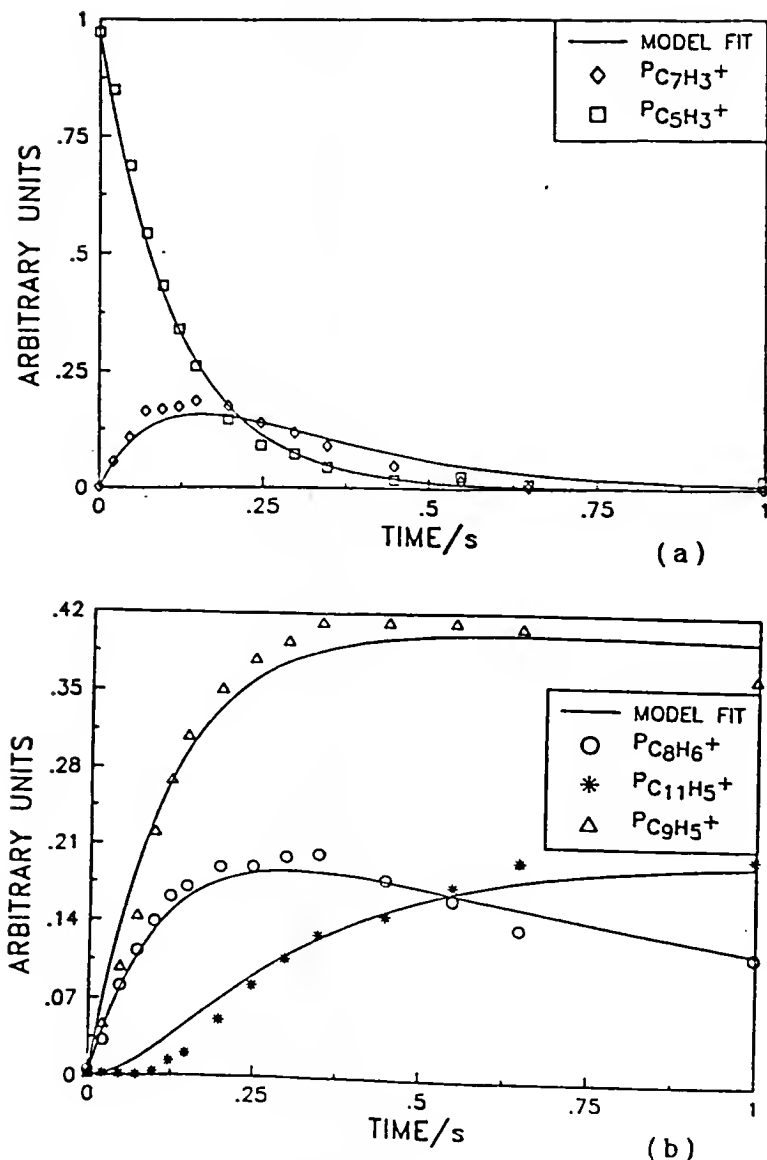 1
.75
.5
.25
0
ARBITRARY UNITS
MODEL FIT
PC7H3+
PC5H3+
0
.25
.5
.75
1
TIME/s
(a)
.42
.35
.28
.21
.14
.07
0
ARBITRARY UNITS
MODEL FIT
PC8H6+
PC11H5+
PC9H5+
0
.25
.5
.75
1
TIME/s
(b)